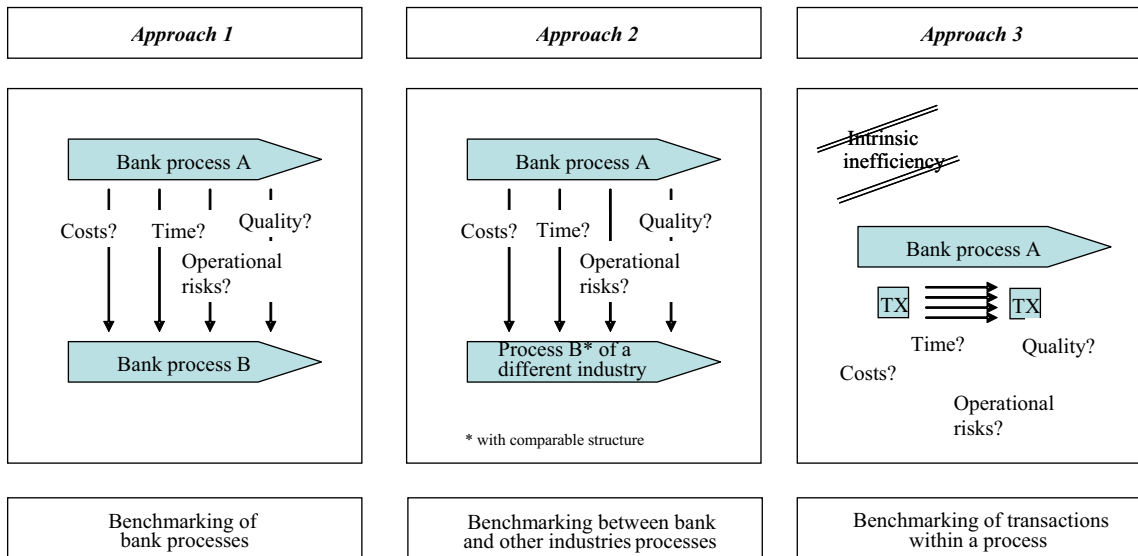 Approach 1
Approach 2
Approach 3
Bank process A
Costs?
Time?
Quality?
Operational
risks?
Bank process B
Bank process A
Costs?
Time?
Quality?
Operational
risks?
Process B* of a
different industry
* with comparable structure
Intrinsic
inefficiency
Bank process A
TX
TX
Time?
Quality?
Costs?
Operational
risks?
Benchmarking of
bank processes
Benchmarking between bank
and other industries processes
Benchmarking of transactions
within a process